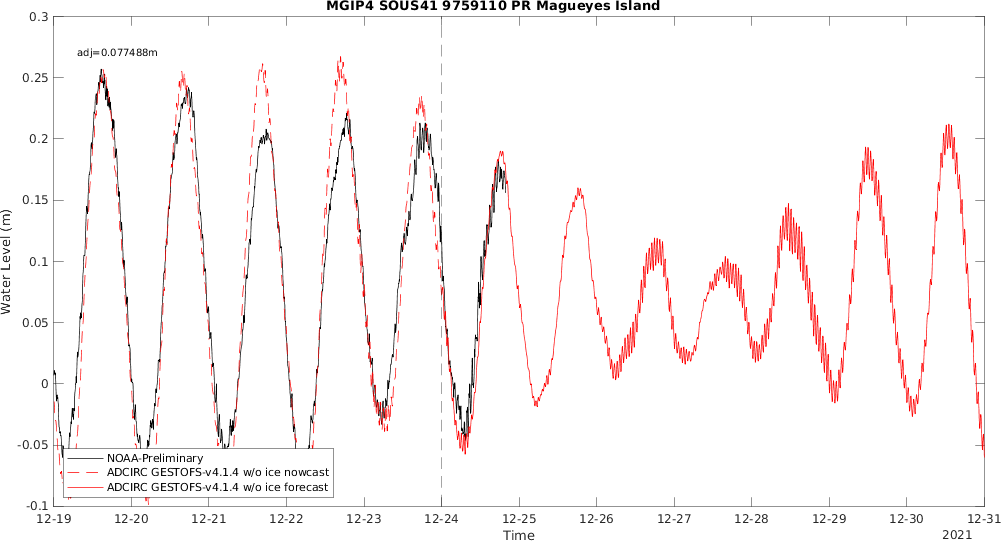 MGIP4 SOUS41 9759110 PR Magueyes Island
0.3
adj=0.077488m
0.25
0.2
0.15
0.1
0.05
0
-0.05
-0.1
Water Level (m)
NOAA-Preliminary
ADCIRC GESTOFS-v4.1.4 w/o ice nowcast
ADCIRC GESTOFS-v4.1.4 w/o ice forecast
12-19 12-20 12-21 12-22 12-23 12-24 12-25 12-26 12-27 12-28 12-29 12-30 12-31
Time
2021